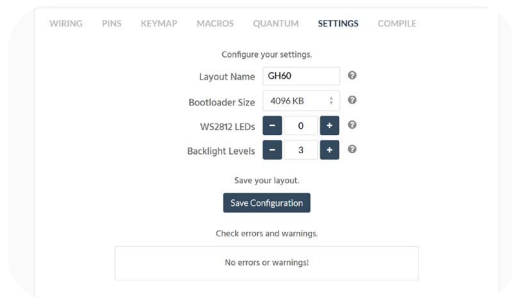 WIRING PINS KEYMAP MACROS QUANTUM SETTINGS COMPILE
Configure your settings.
Layout Name GH60
Bootloader Size 4096 KB
WS2812 LEDs − 0 +
Backlight Levels − 3 +
Save your layout.
Save Configuration
Check errors and warnings.
No errors or warnings!